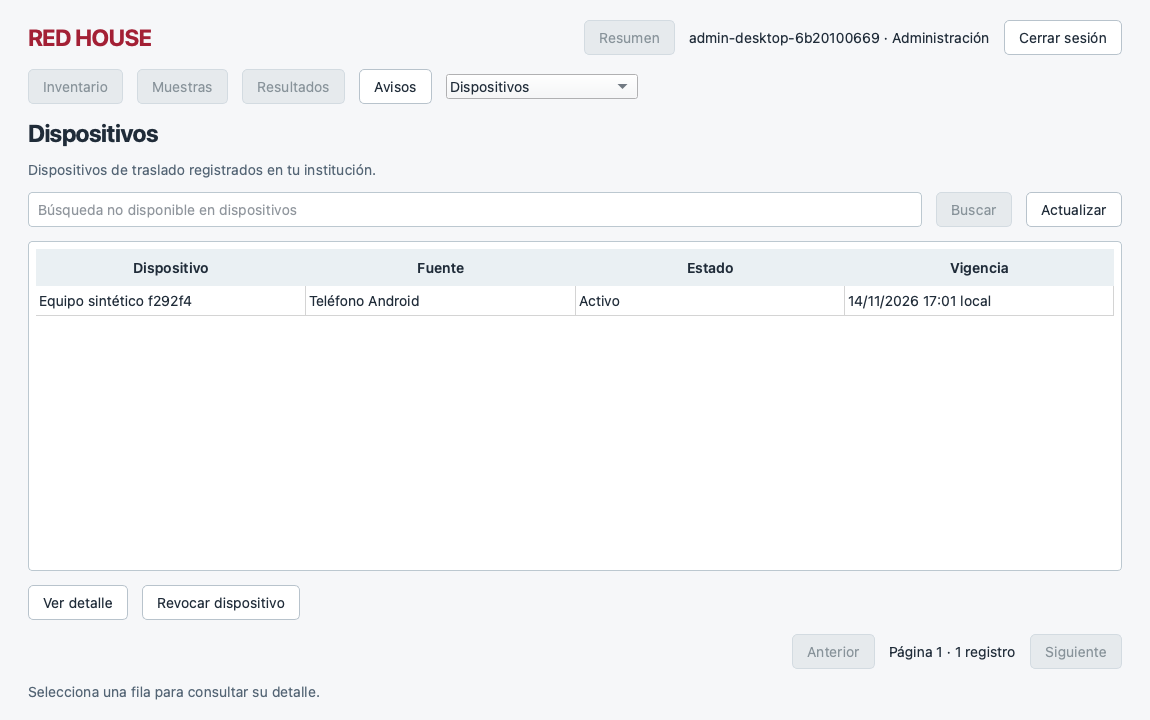 RED HOUSE
Resumen
admin-desktop-6b20100669 · Administración
Cerrar sesión
Inventario
Muestras
Resultados
Avisos
Dispositivos
Dispositivos
Dispositivos de traslado registrados en tu institución.
Búsqueda no disponible en dispositivos
Buscar
Actualizar
Dispositivo Fuente Estado Vigencia
Equipo sintético f292f4 Teléfono Android Activo 14/11/2026 17:01 local
Ver detalle
Revocar dispositivo
Anterior
Página 1 · 1 registro
Siguiente
Selecciona una fila para consultar su detalle.